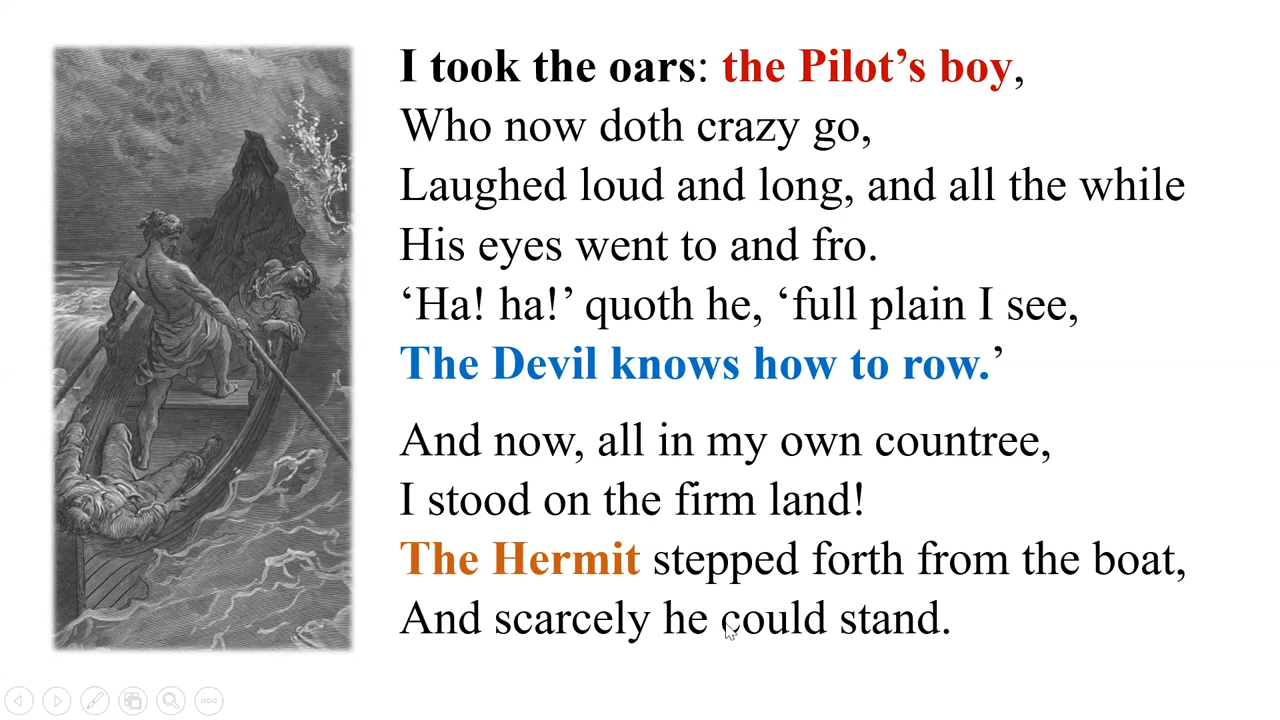 I took the oars: the Pilot’s boy,
Who now doth crazy go,
Laughed loud and long, and all the while
His eyes went to and fro.
‘Ha! ha!’ quoth he, ‘full plain I see,
The Devil knows how to row.’
And now, all in my own countree,
I stood on the firm land!
The Hermit stepped forth from the boat,
And scarcely he could stand.